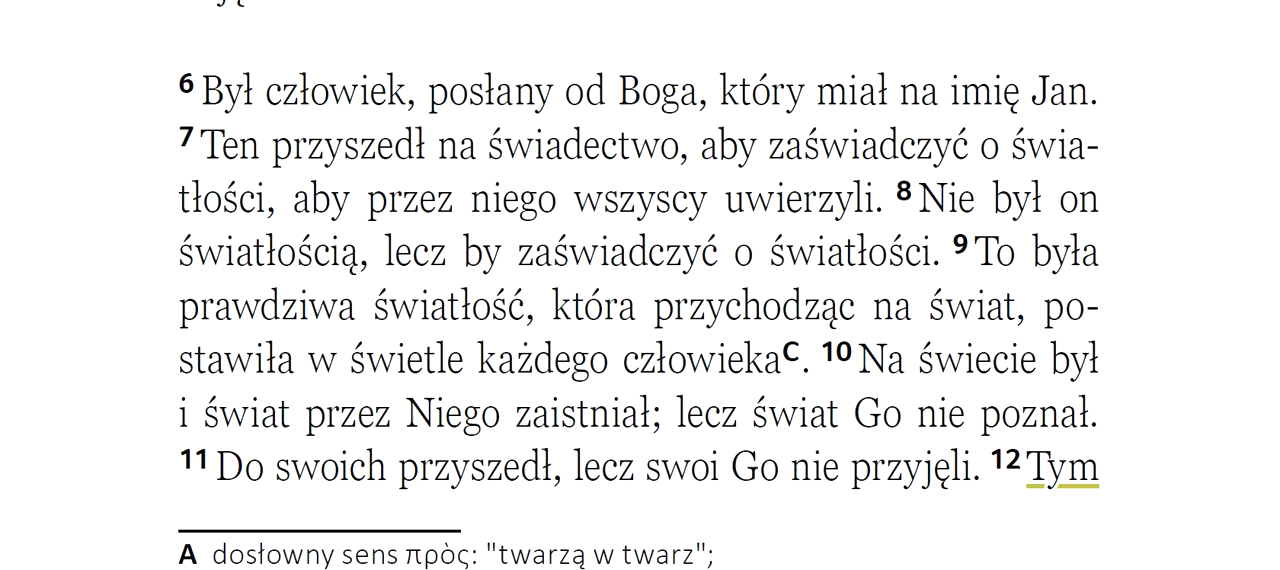 6 Był człowiek, posłany od Boga, który miał na imię Jan.
7 Ten przyszedł na świadectwo, aby zaświadczyć o świa-
tłości, aby przez niego wszyscy uwierzyli. 8 Nie był on
światłością, lecz by zaświadczyć o światłości. 9 To była
prawdziwa światłość, która przychodząc na świat, po-
stawiła w świetle każdego człowiekaC. 10 Na świecie był
i świat przez Niego zaistniał; lecz świat Go nie poznał.
11 Do swoich przyszedł, lecz swoi Go nie przyjęli. 12 Tym
A dosłowny sens πρὸς: "twarzą w twarz";